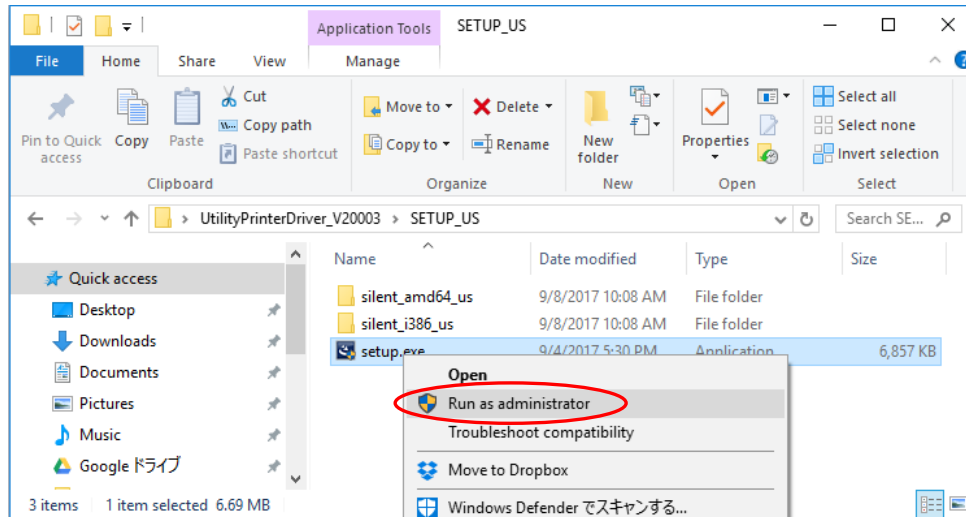 Application Tools SETUP_US
File Home Share View Manage
Pin to Quick access
Copy
Paste
Cut
Copy path
Paste shortcut
Clipboard
Move to
Copy to
Delete
Rename
Organize
New folder
New
Properties
Open
Select all
Select none
Invert selection
Select
UtilityPrinterDriver_V20003 > SETUP_US
Search SE...
Quick access
Desktop
Downloads
Documents
Pictures
Music
Google ドライブ
Name Date modified Type Size
silent_amd64_us 9/8/2017 10:08 AM File folder
silent_i386_us 9/8/2017 10:08 AM File folder
setup.exe 9/4/2017 5:30 PM Application 6,857 KB
Open
Run as administrator
Troubleshoot compatibility
Move to Dropbox
Windows Defender でスキャンする...
3 items 1 item selected 6.69 MB